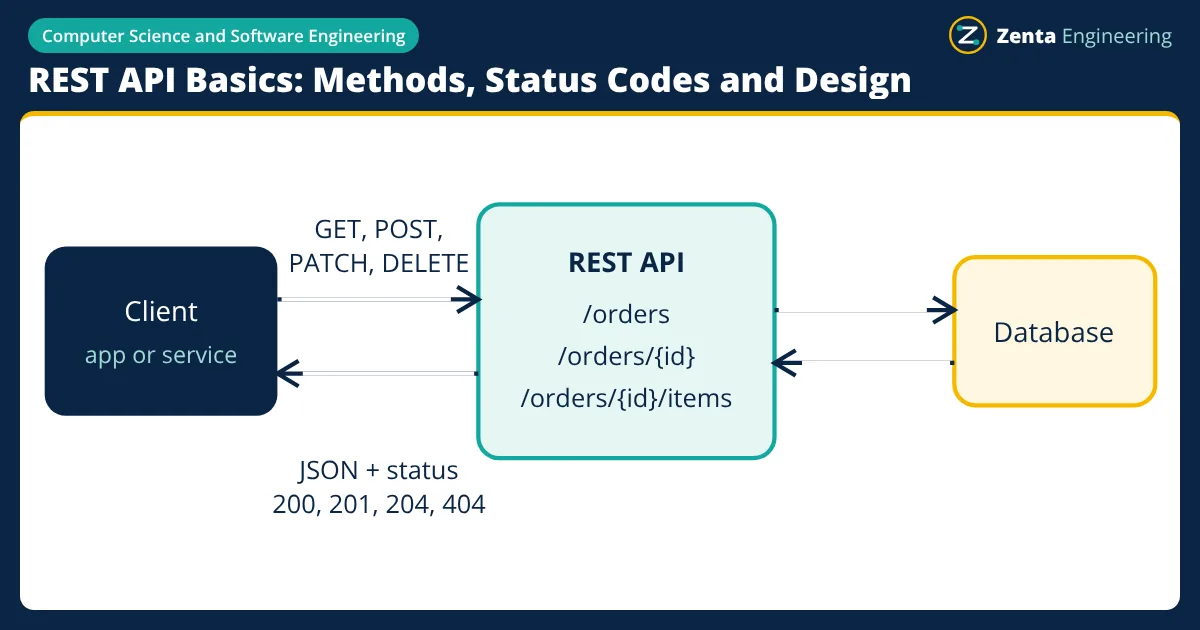 Computer Science and Software Engineering
Zenta Engineering
REST API Basics: Methods, Status Codes and Design
GET, POST,
PATCH, DELETE
Client
app or service
REST API
/orders
/orders/{id}
/orders/{id}/items
Database
JSON + status
200, 201, 204, 404